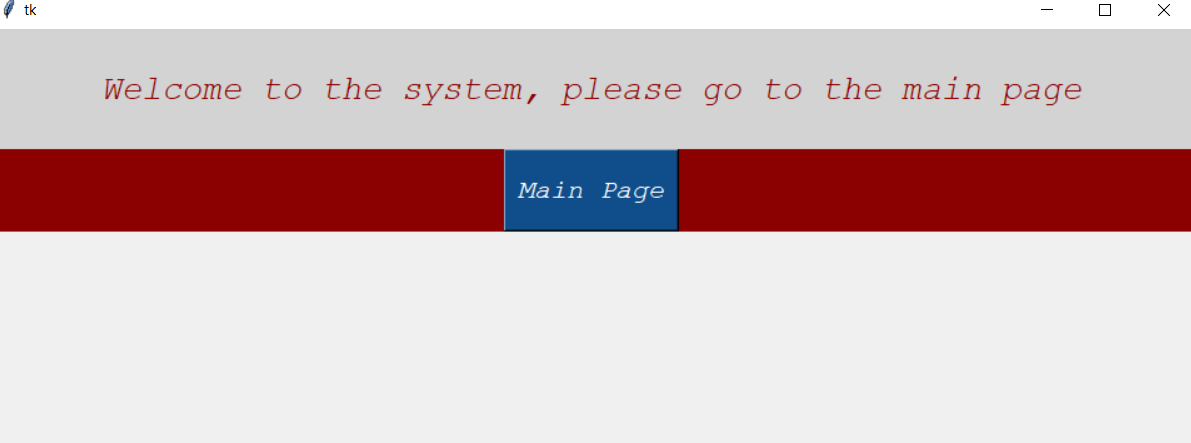 tk
Welcome to the system, please go to the main page
Main Page